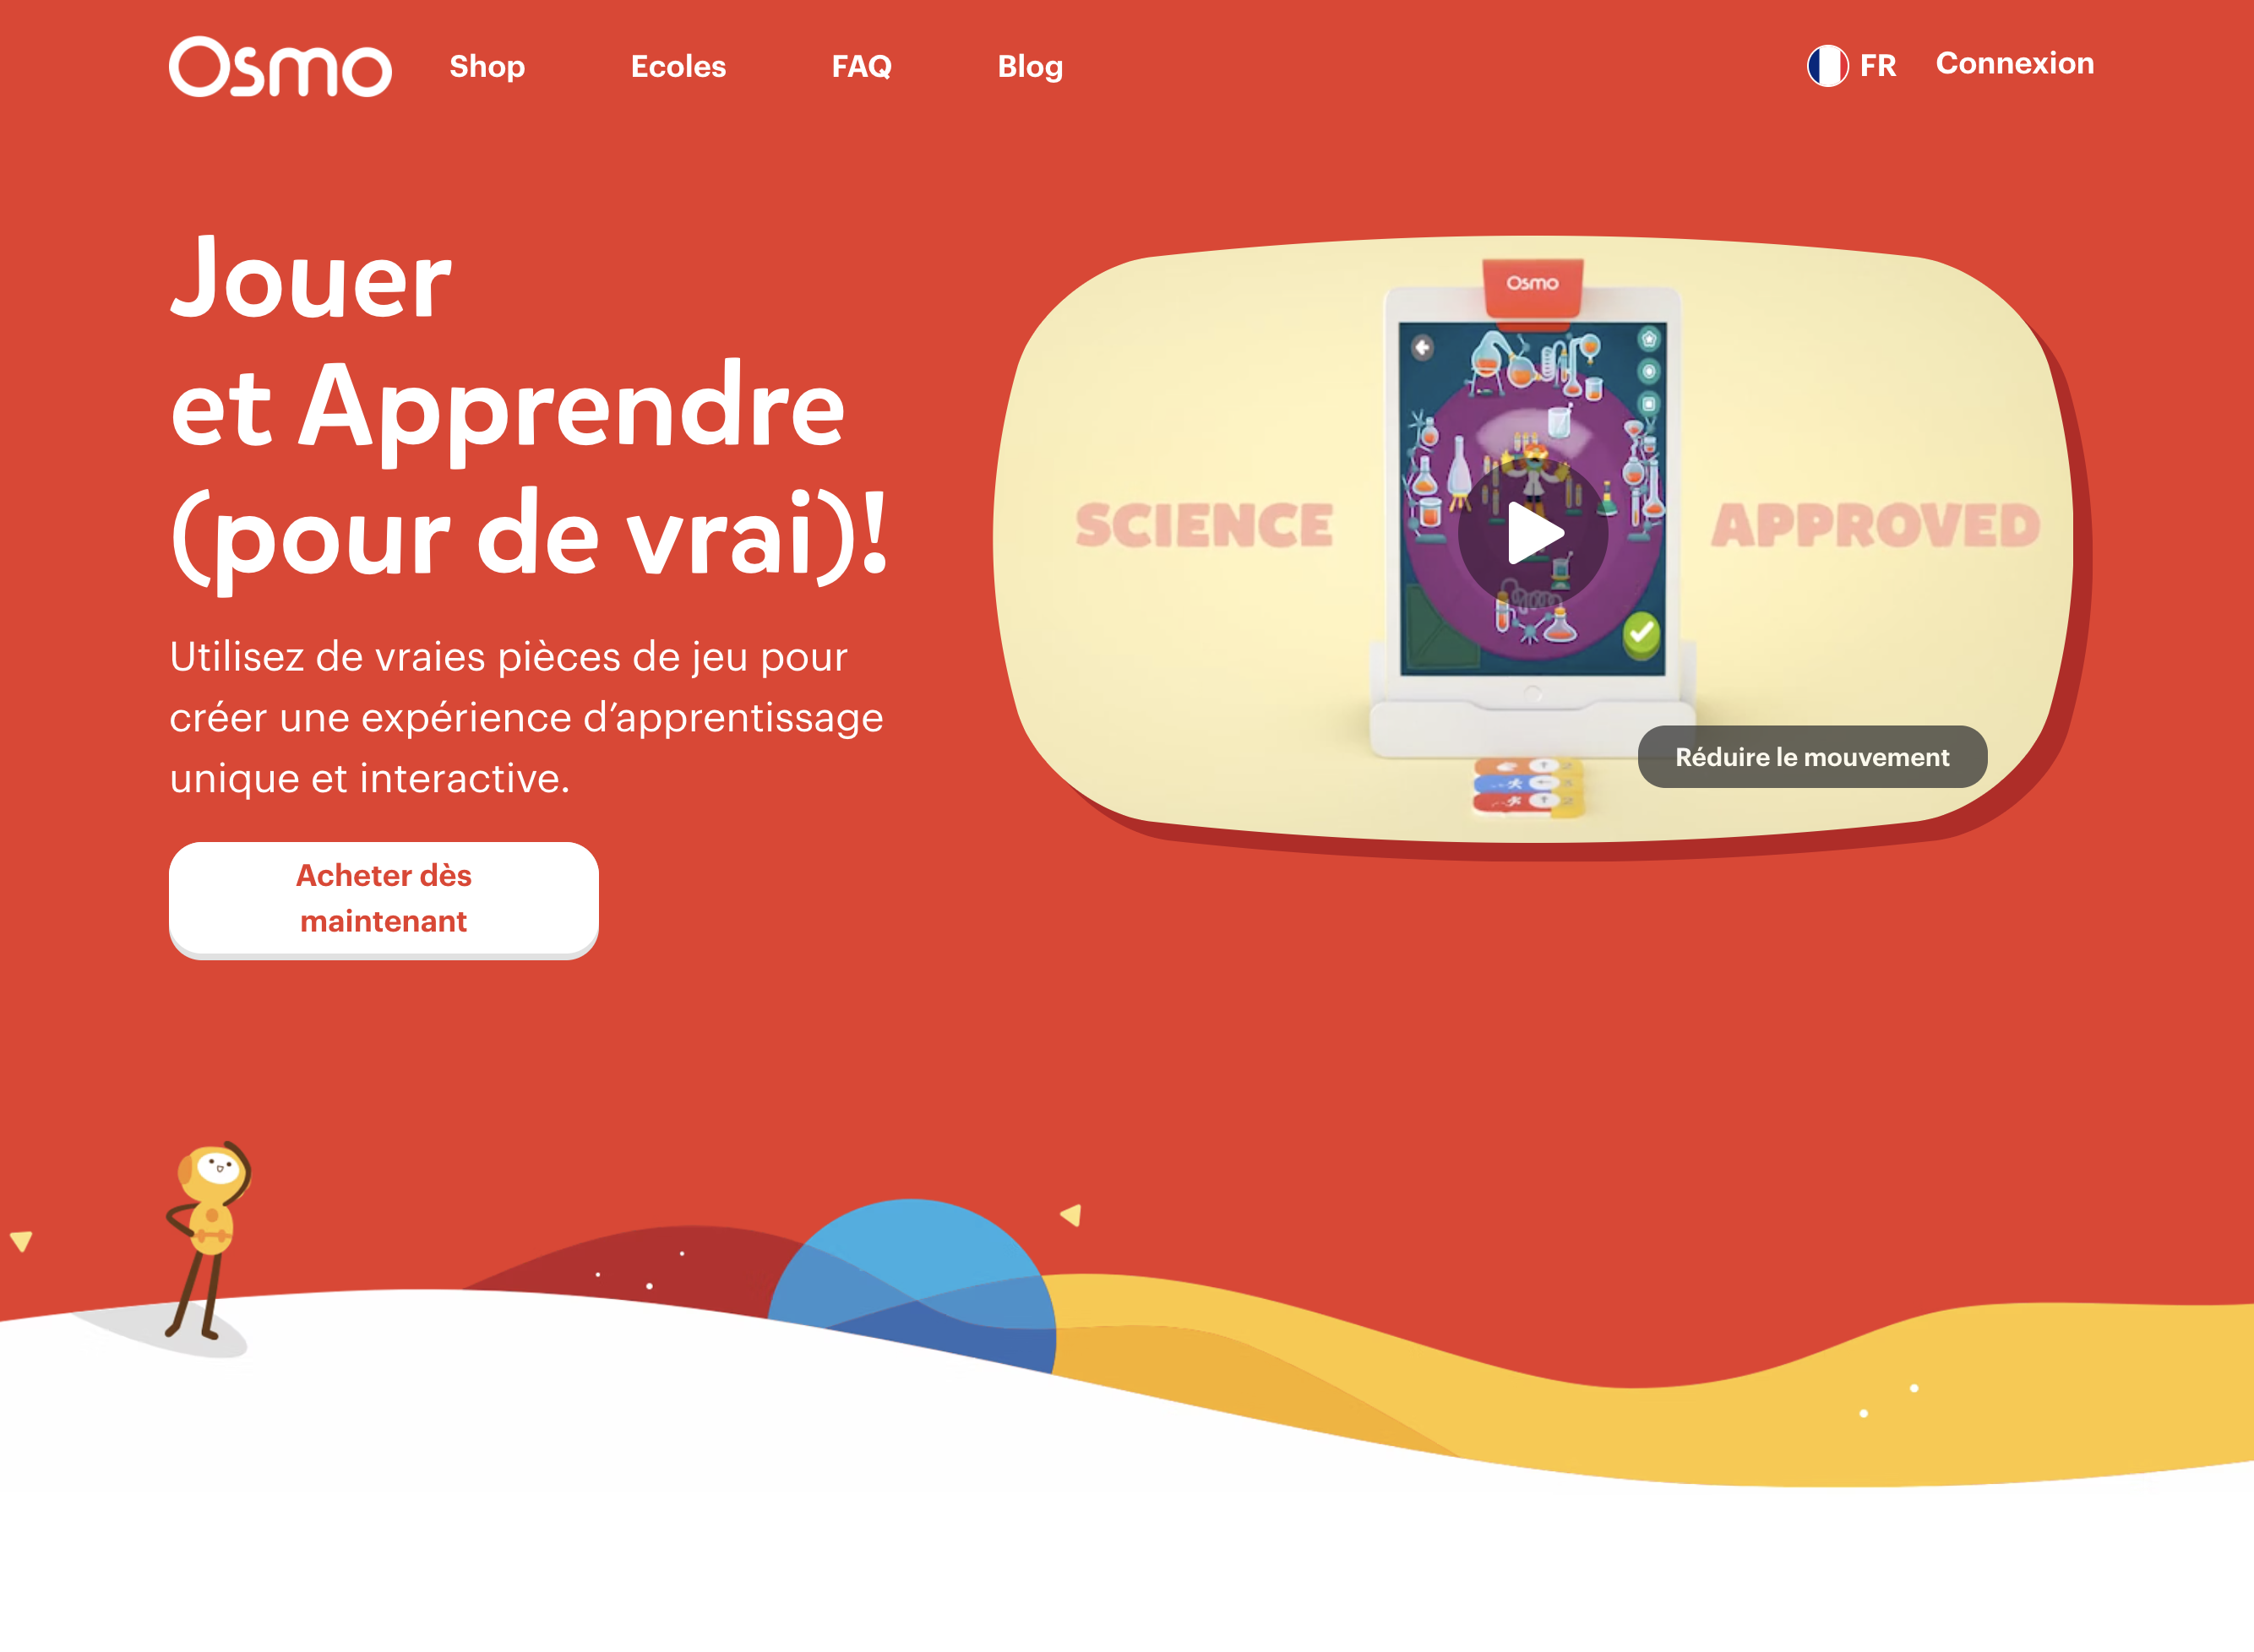 Osmo
Shop
Ecoles
FAQ
Blog
FR
Connexion
Jouer
et Apprendre
(pour de vrai)!
Utilisez de vraies pièces de jeu pour
créer une expérience d’apprentissage
unique et interactive.
Acheter dès
maintenant
Osmo
SCIENCE
APPROVED
Réduire le mouvement